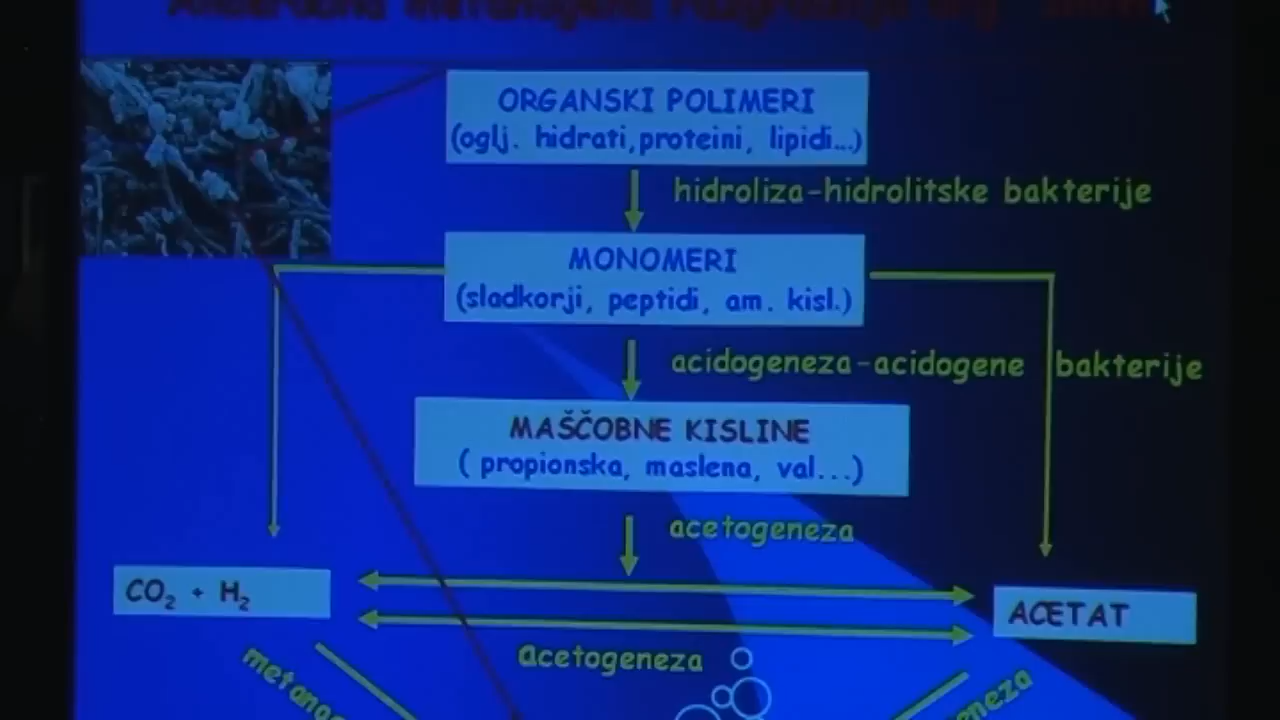 ORGANSKI POLIMERI
(oglj. hidrati, proteini, lipidi...)
hidroliza-hidrolitske bakterije
MONOMERI
(sladkorji, peptidi, am. kisl.)
acidogeneza-acidogene bakterije
MAŠČOBNE KISLINE
( propionska, maslena, val...)
acetogeneza
CO₂ + H₂
ACETAT
acetogeneza